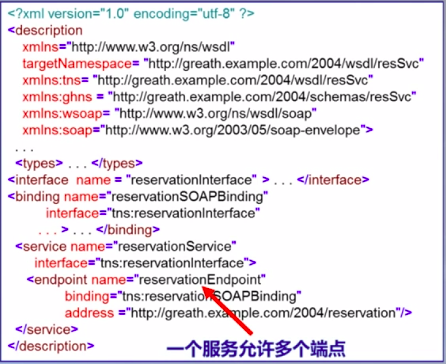 <?xml version="1.0" encoding="utf-8" ?>
<description
xmlns="http://www.w3.org/ns/wsdl"
targetNamespace= "http://greath.example.com/2004/wsdl/resSvc"
xmlns:tns= "http://greath.example.com/2004/wsdl/resSvc"
xmlns:ghns = "http://greath.example.com/2004/schemas/resSvc"
xmlns:wsoap= "http://www.w3.org/ns/wsdl/soap"
xmlns:soap="http://www.w3.org/2003/05/soap-envelope">
. . .
<types> . . . </types>
<interface name = "reservationInterface" > . . . </interface>
<binding name="reservationSOAPBinding"
interface="tns:reservationInterface"
. . . > . . . </binding>
<service name="reservationService"
interface="tns:reservationInterface">
<endpoint name="reservationEndpoint"
binding="tns:reservationSOAPBinding"
address ="http://greath.example.com/2004/reservation"/>
</service>
</description>
一个服务允许多个端点